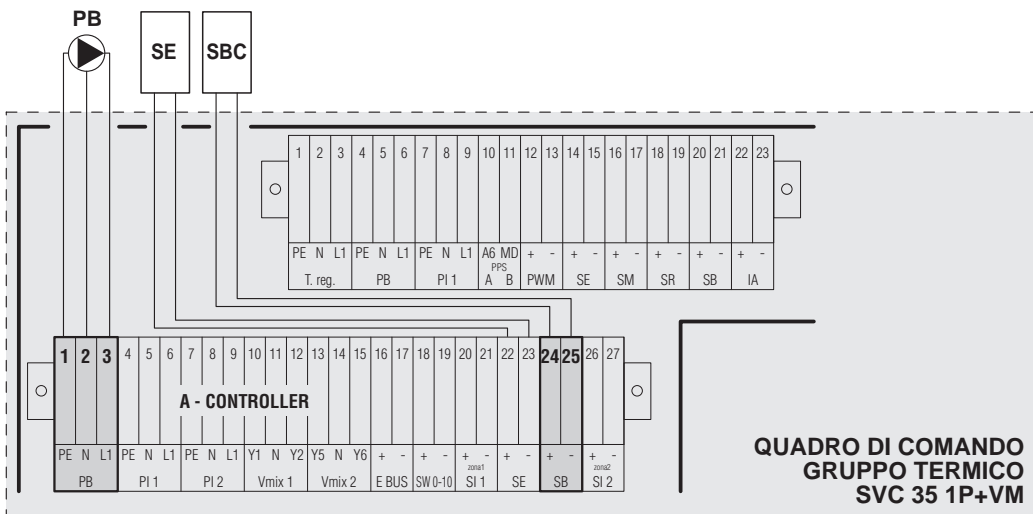 PB
SE SBC
1 2 3 4 5 6 7 8 9 10 11 12 13 14 15 16 17 18 19 20 21 22 23
PE N L1 PE N L1 PE N L1 A6 MD + - + - + - + - + - + -
PPS
T. reg. PB PI 1 A B PWM SE SM SR SB IA
1 2 3 4 5 6 7 8 9 10 11 12 13 14 15 16 17 18 19 20 21 22 23 24 25 26 27
A - CONTROLLER
PE N L1 PE N L1 PE N L1 Y1 N Y2 Y5 N Y6 + - + - + - + - + - + -
zona1 zona2
PB PI 1 PI 2 Vmix 1 Vmix 2 E BUS SW 0-10 SI 1 SE SB SI 2
QUADRO DI COMANDO
GRUPPO TERMICO
SVC 35 1P+VM